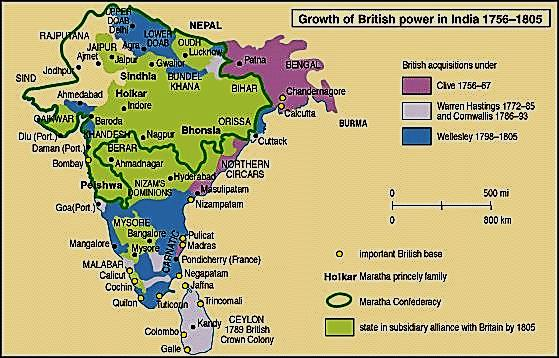 Growth of British power in India 1756–1805
British acquisitions under
Clive 1756–67
Warren Hastings 1772–85
and Cornwallis 1786–93
Wellesley 1798–1805
0 500 mi
0 800 km
important British base
Holkar Maratha princely family
Maratha Confederacy
state in subsidiary alliance with Britain by 1805
UPPER
DOAB
Delhi
NEPAL
RAJPUTANA
LOWER
DOAB
Agra
OUDH
Lucknow
JAIPUR
Ajmet
Jaipur
Jodhpur
Gwalior
Sindhia
BUNDEL
KHANA
Patna
BENGAL
SIND
BIHAR
Holkar
Indore
Ahmedabad
Chandernagore
Calcutta
GAIKWAR
Baroda
ORISSA
BURMA
Diu (Port.)
KHANDESH
Nagpur
Bhonsla
Cuttack
Daman (Port.)
BERAR
Bombay
Ahmadnagar
NORTHERN
CIRCARS
Peishwa
NIZAM'S
DOMINIONS
Hyderabad
Masulipatam
Nizampatam
Goa(Port.)
MYSORE
Bangalore
Mysore
Mangalore
CARNATIC
Pulicat
Madras
MALABAR
Pondicherry (France)
Calicut
Negapatam
Cochin
Jaffna
Quilon
Tuticorin
Trincomali
CEYLON
1789 British
Crown Colony
Kandy
Colombo
Galle